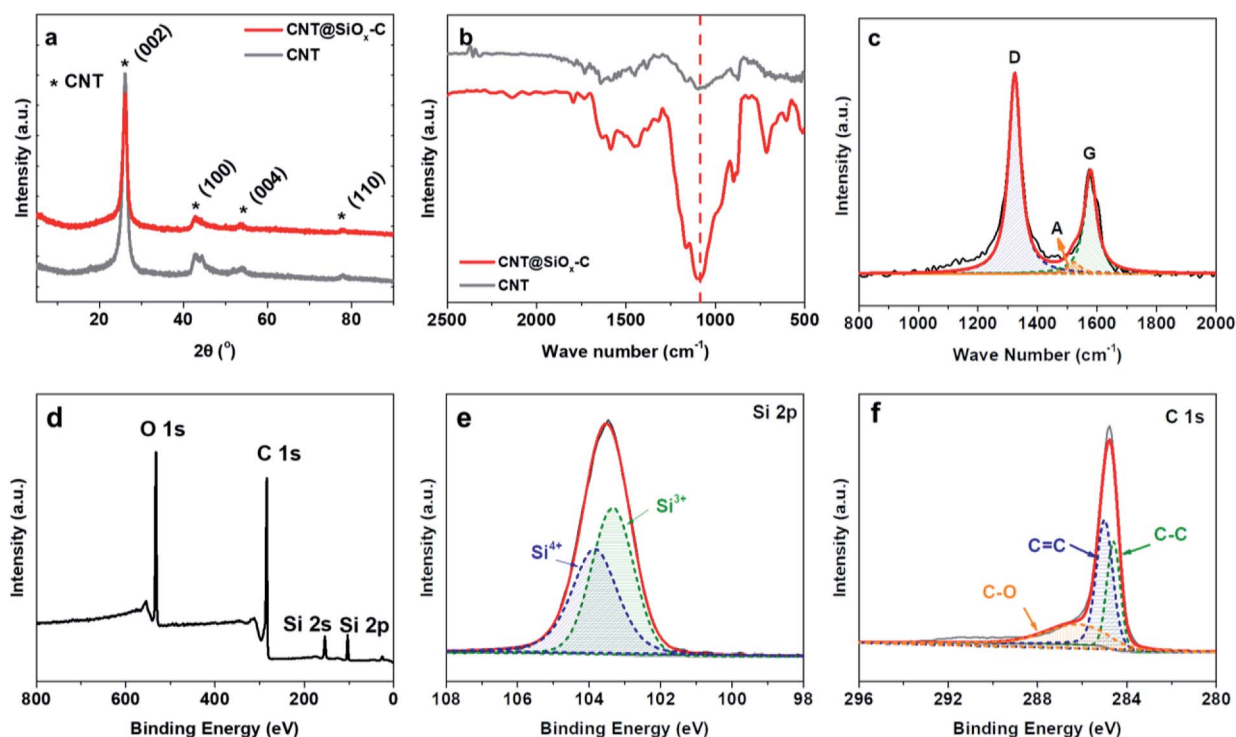 a
CNT@SiOₓ-C
CNT
* CNT
* (002)
* (100)
* (004)
* (110)
Intensity (a.u.)
20 40 60 80
2θ (°)
b
CNT@SiOₓ-C
CNT
Intensity (a.u.)
2500 2000 1500 1000 500
Wave number (cm⁻¹)
c
D
A
G
Intensity (a.u.)
800 1000 1200 1400 1600 1800 2000
Wave Number (cm⁻¹)
d
O 1s
C 1s
Si 2s Si 2p
Intensity (a.u.)
800 600 400 200 0
Binding Energy (eV)
e
Si 2p
Si³⁺
Si⁴⁺
Intensity (a.u.)
108 106 104 102 100 98
Binding Energy (eV)
f
C 1s
C=C
C-C
C-O
Intensity (a.u.)
296 292 288 284 280
Binding Energy (eV)